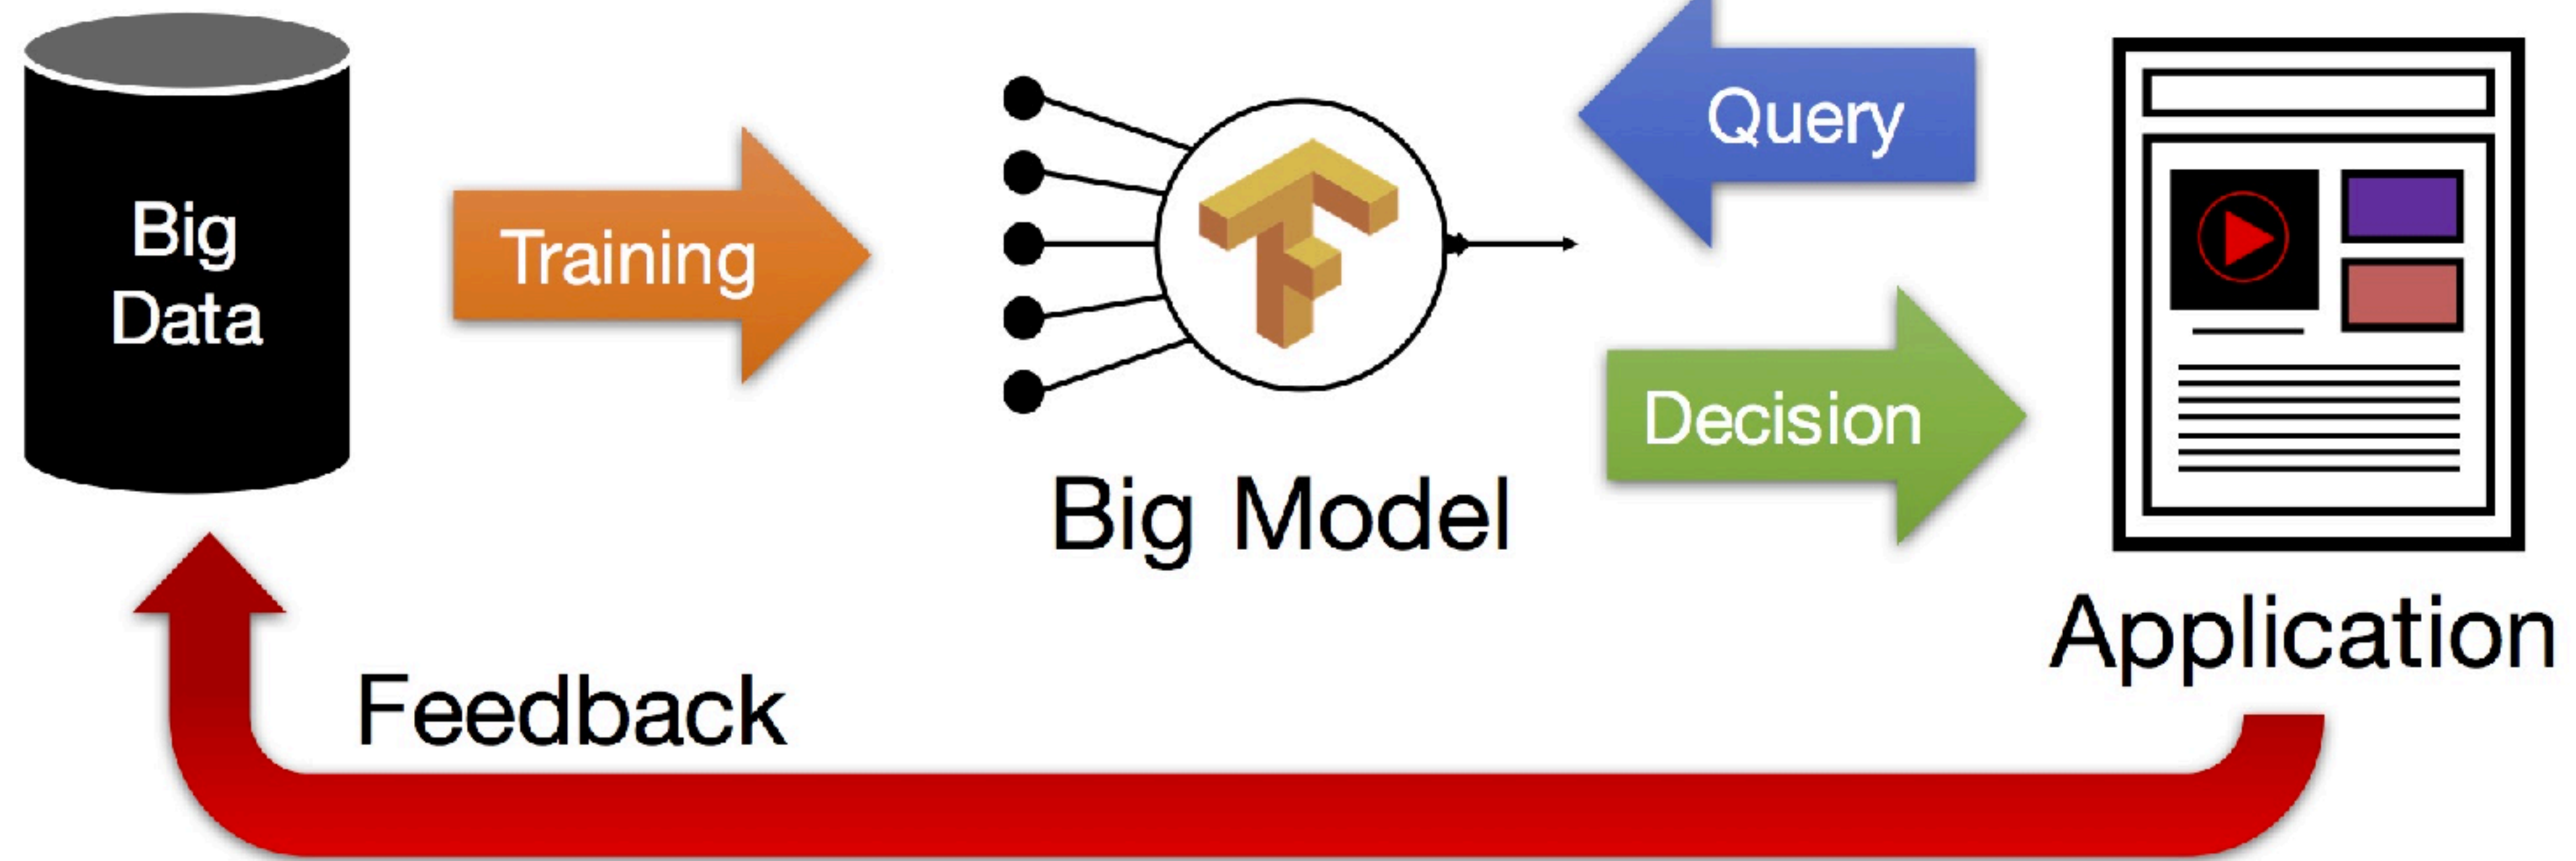 Big
Data
Training
Query
Decision
Big Model
Application
Feedback